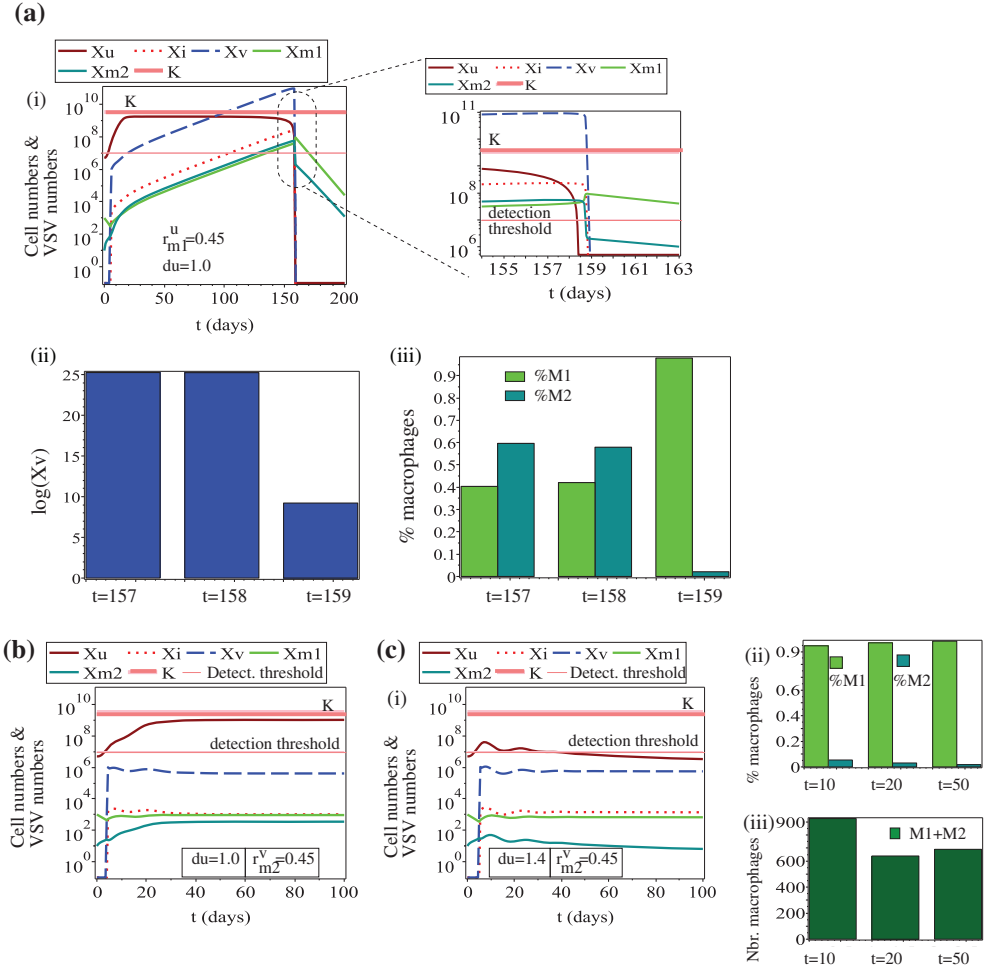 (a)
Xu Xi Xv Xm1
Xm2 K
(i)
Cell numbers &
VSV numbers
10^10
10^8
10^6
10^4
10^2
10^0
K
r_m1^u=0.45
du=1.0
0 50 100 150 200
t (days)
Xu Xi Xv Xm1
Xm2 K
10^11
10^8
10^6
K
detection
threshold
155 157 159 161 163
t (days)
(ii)
log(Xv)
25
20
15
10
5
0
t=157 t=158 t=159
(iii)
% macrophages
0.9
0.8
0.7
0.6
0.5
0.4
0.3
0.2
0.1
0
%M1
%M2
t=157 t=158 t=159
(b)
Xu Xi Xv Xm1
Xm2 K Detect. threshold
Cell numbers &
VSV numbers
10^10
10^8
10^6
10^4
10^2
10^0
K
detection threshold
du=1.0 r_m2^v=0.45
0 20 40 60 80 100
t (days)
(c)
Xu Xi Xv Xm1
Xm2 K Detect. threshold
(i)
Cell numbers &
VSV numbers
10^10
10^8
10^6
10^4
10^2
10^0
K
detection threshold
du=1.4 r_m2^v=0.45
0 20 40 60 80 100
t (days)
(ii)
% macrophages
0.9
0.6
0.4
0.2
0
%M1 %M2
t=10 t=20 t=50
(iii)
Nbr. macrophages
900
600
300
0
M1+M2
t=10 t=20 t=50